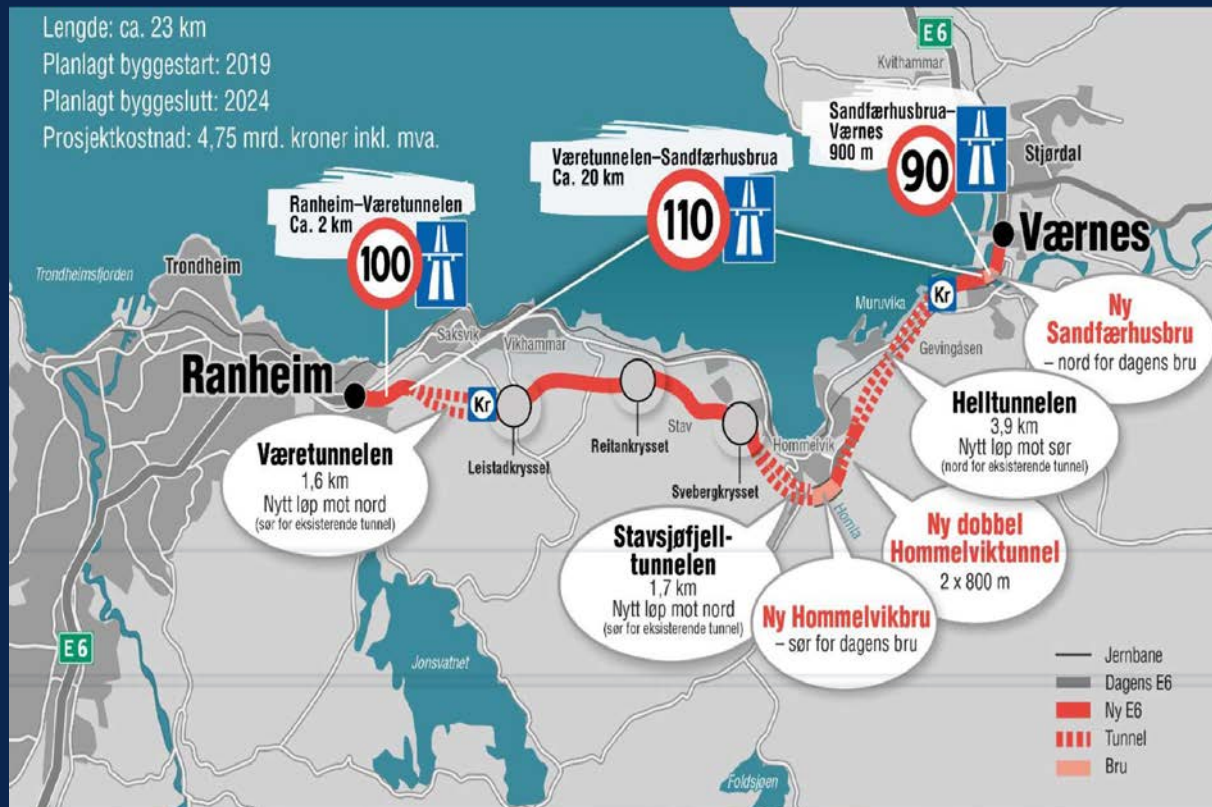 Lengde: ca. 23 km
Planlagt byggestart: 2019
Planlagt byggeslutt: 2024
Prosjektkostnad: 4,75 mrd. kroner inkl. mva.
E6
Kvithammar
Sandfærhusbrua–
Værnes
900 m
90
Stjørdal
Væretunnelen–Sandfærhusbrua
Ca. 20 km
110
Ranheim–Væretunnelen
Ca. 2 km
100
Værnes
Trondheimsfjorden
Trondheim
Saksvik
Vikhammar
Muruvika
Kr
Gevingåsen
Ny
Sandfærhusbru
– nord for dagens bru
Ranheim
Kr
Leistadkrysset
Reitankrysset
Stav
Svebergkrysset
Hommelvik
Homla
Helltunnelen
3,9 km
Nytt løp mot sør
(nord for eksisterende tunnel)
Væretunnelen
1,6 km
Nytt løp mot nord
(sør for eksisterende tunnel)
Stavsjøfjell-
tunnelen
1,7 km
Nytt løp mot nord
(sør for eksisterende tunnel)
Ny dobbel
Hommelviktunnel
2 x 800 m
Ny Hommelvikbru
– sør for dagens bru
E6
Jonsvatnet
Foldsjøen
Jernbane
Dagens E6
Ny E6
Tunnel
Bru